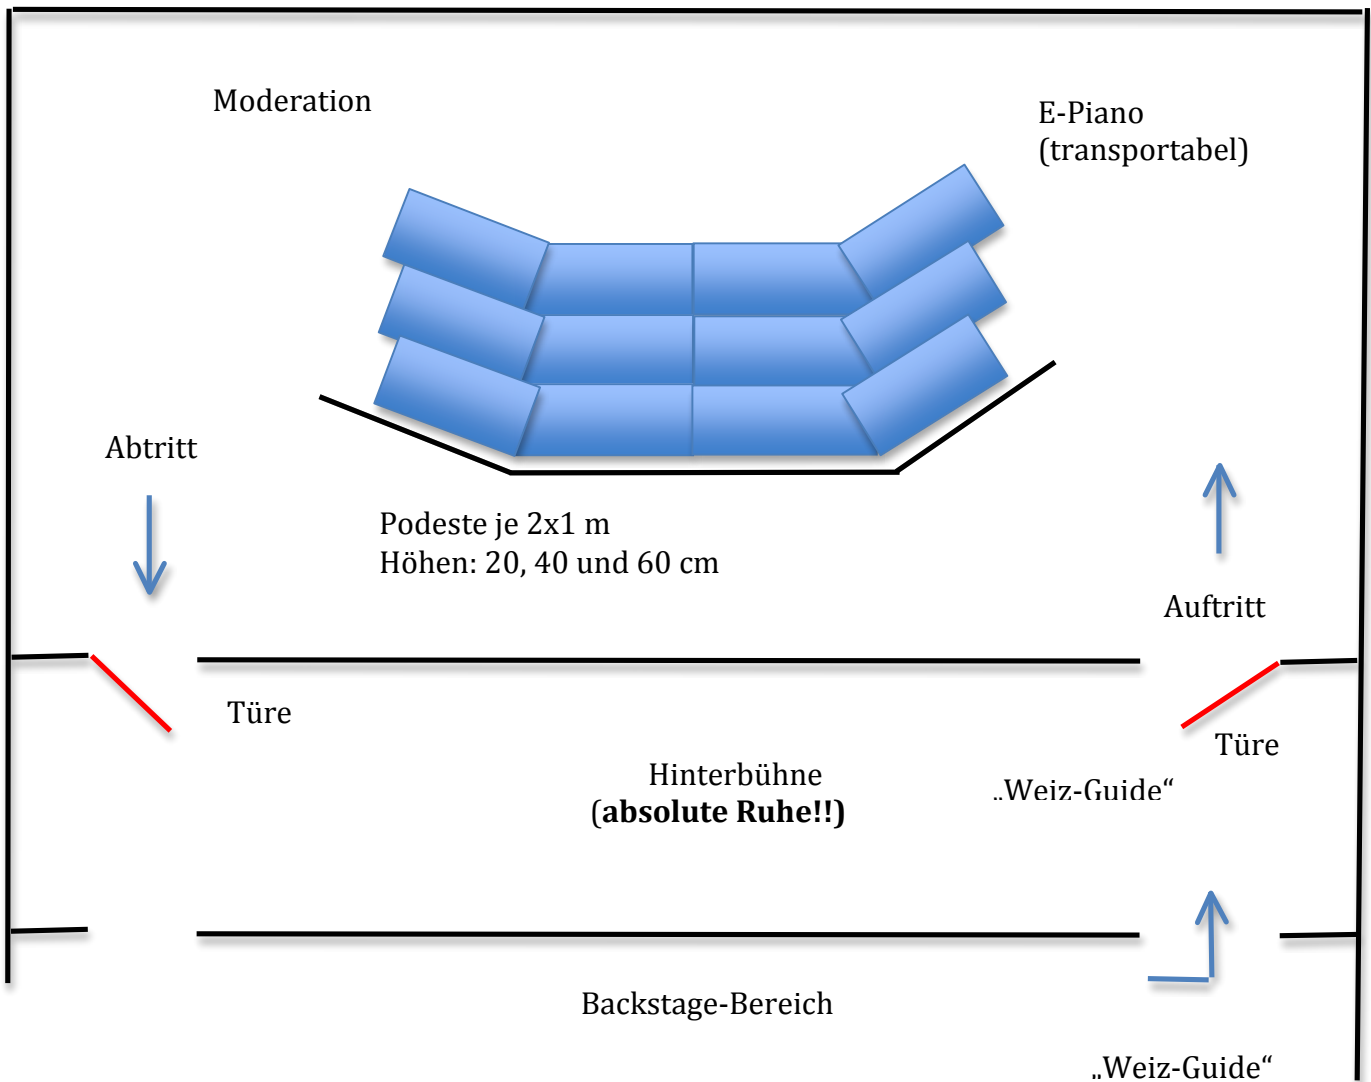 Moderation
E-Piano
(transportabel)
Abtritt
Podeste je 2x1 m
Höhen: 20, 40 und 60 cm
Auftritt
Türe
Türe
Hinterbühne
(absolute Ruhe!!)
„Weiz-Guide“
Backstage-Bereich
„Weiz-Guide“